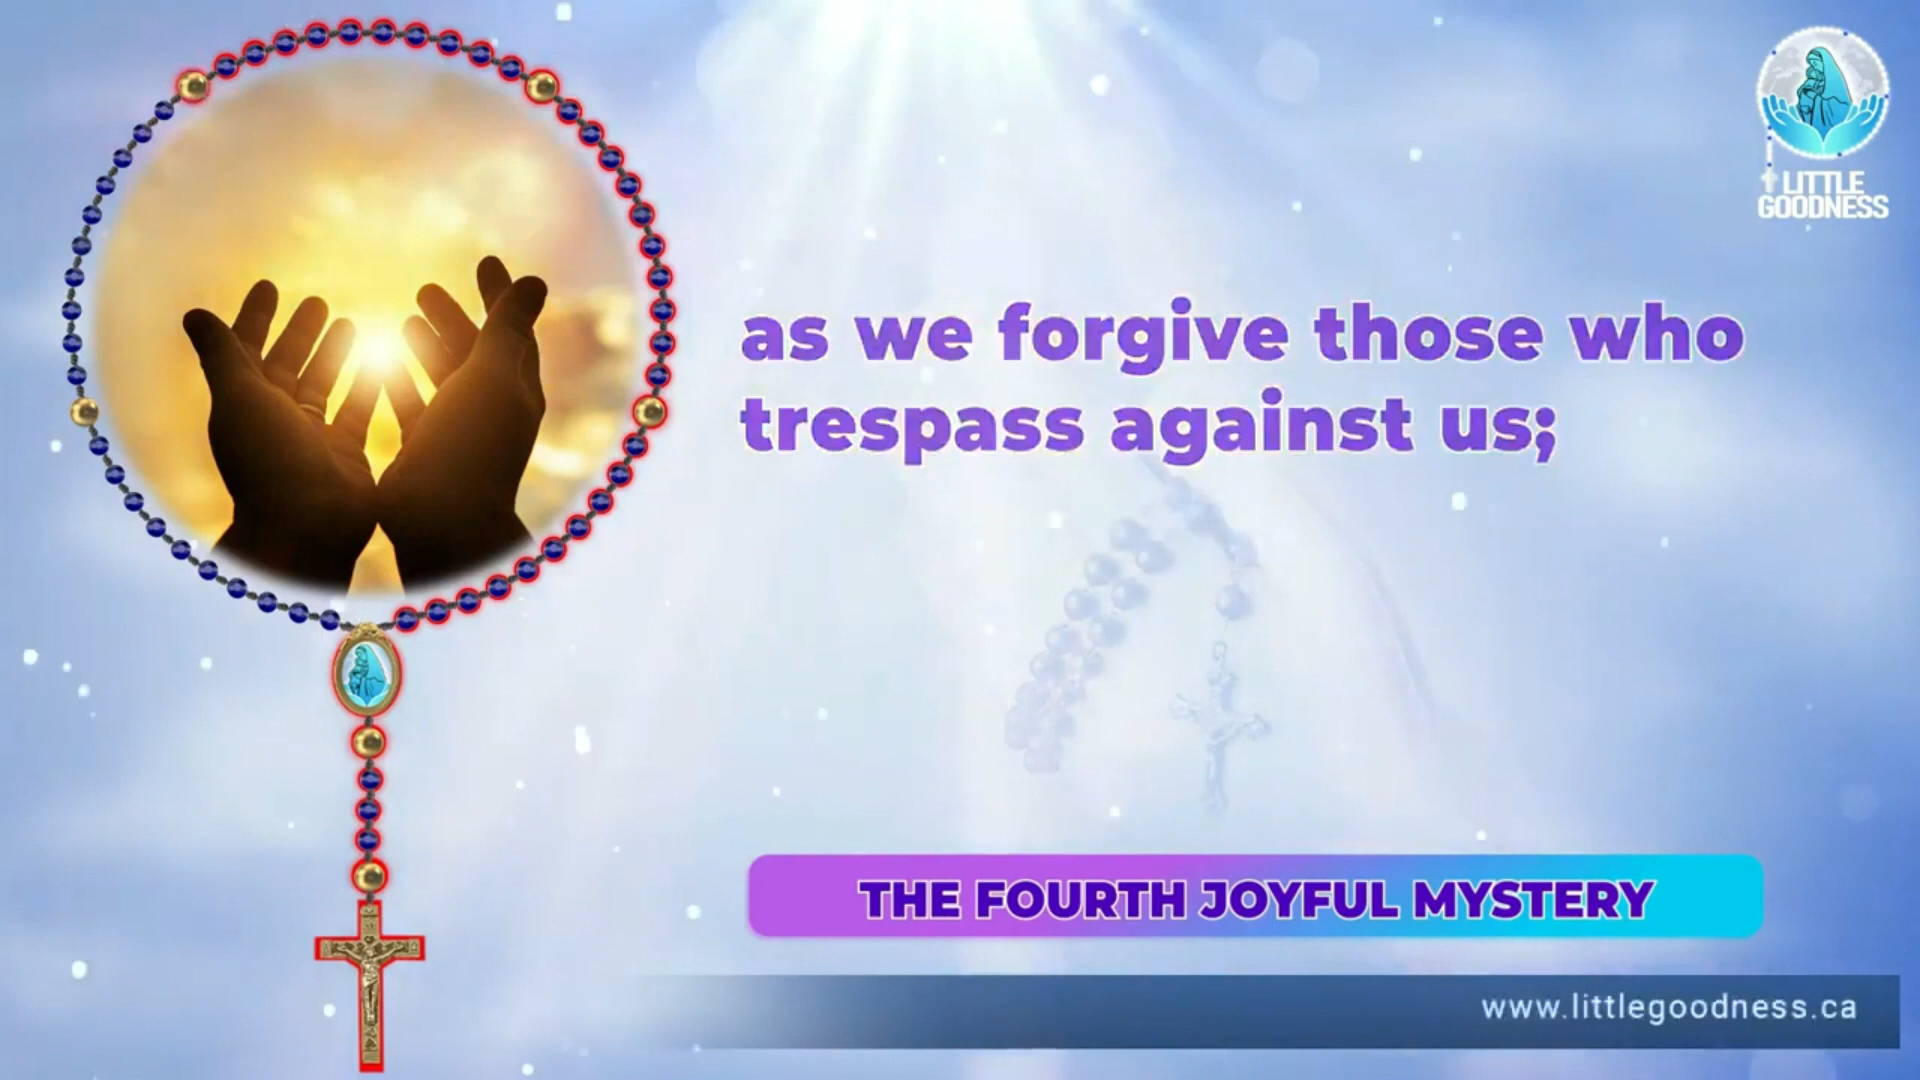 LITTLE
GOODNESS
as we forgive those who
trespass against us;
THE FOURTH JOYFUL MYSTERY
www.littlegoodness.ca